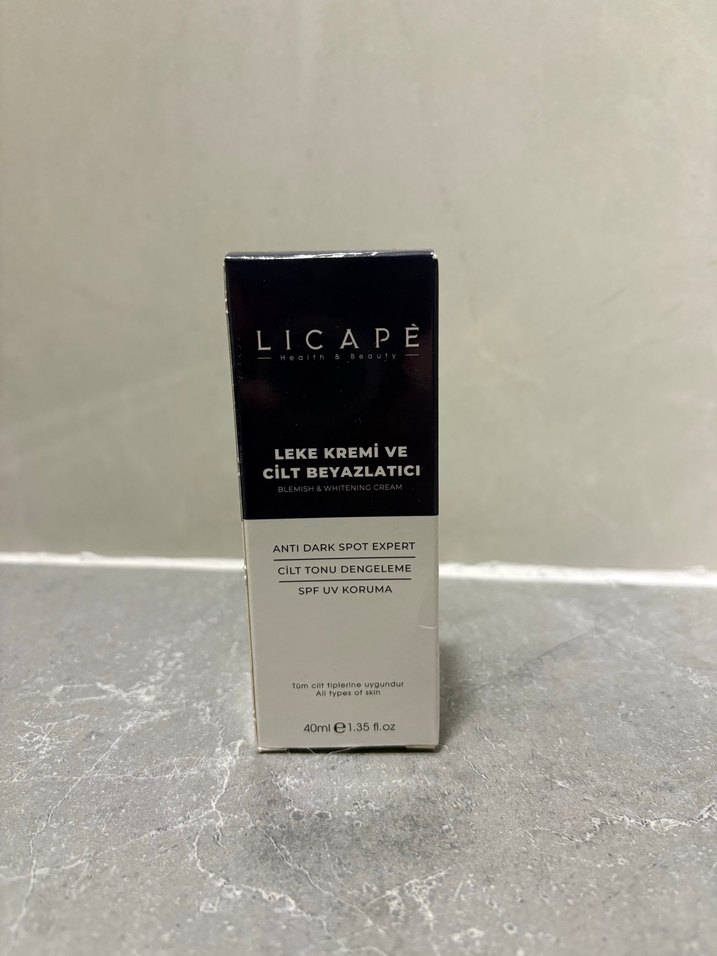 LICAPÈ
Health & Beauty
LEKE KREMİ VE
CİLT BEYAZLATICI
BLEMISH & WHITENING CREAM
ANTI DARK SPOT EXPERT
CİLT TONU DENGELEME
SPF UV KORUMA
Tüm cilt tiplerine uygundur
All types of skin
40ml ℮ 1.35 fl.oz